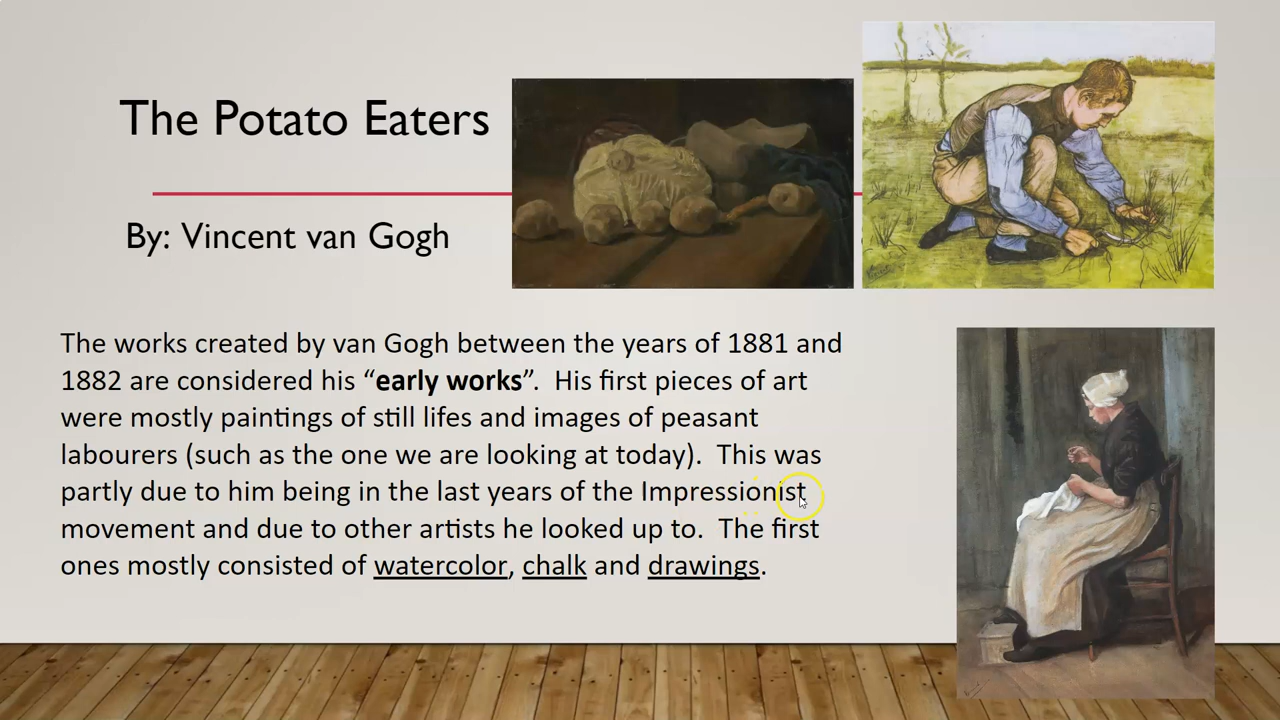 The Potato Eaters
By: Vincent van Gogh
The works created by van Gogh between the years of 1881 and
1882 are considered his “early works”.  His first pieces of art
were mostly paintings of still lifes and images of peasant
labourers (such as the one we are looking at today).  This was
partly due to him being in the last years of the Impressionist
movement and due to other artists he looked up to.  The first
ones mostly consisted of watercolor, chalk and drawings.